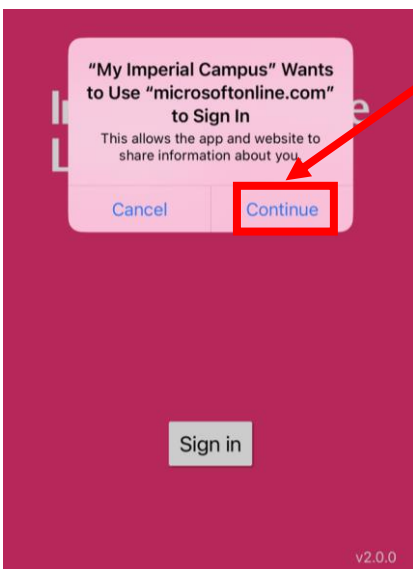 “My Imperial Campus” Wants
to Use “microsoftonline.com”
to Sign In
This allows the app and website to
share information about you.
Cancel
Continue
Sign in
v2.0.0